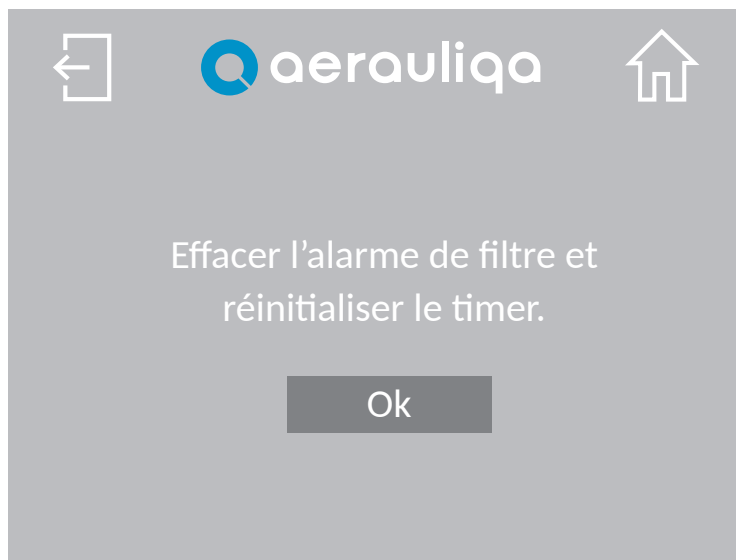 aerauliqa
Effacer l’alarme de filtre et
réinitialiser le timer.
Ok